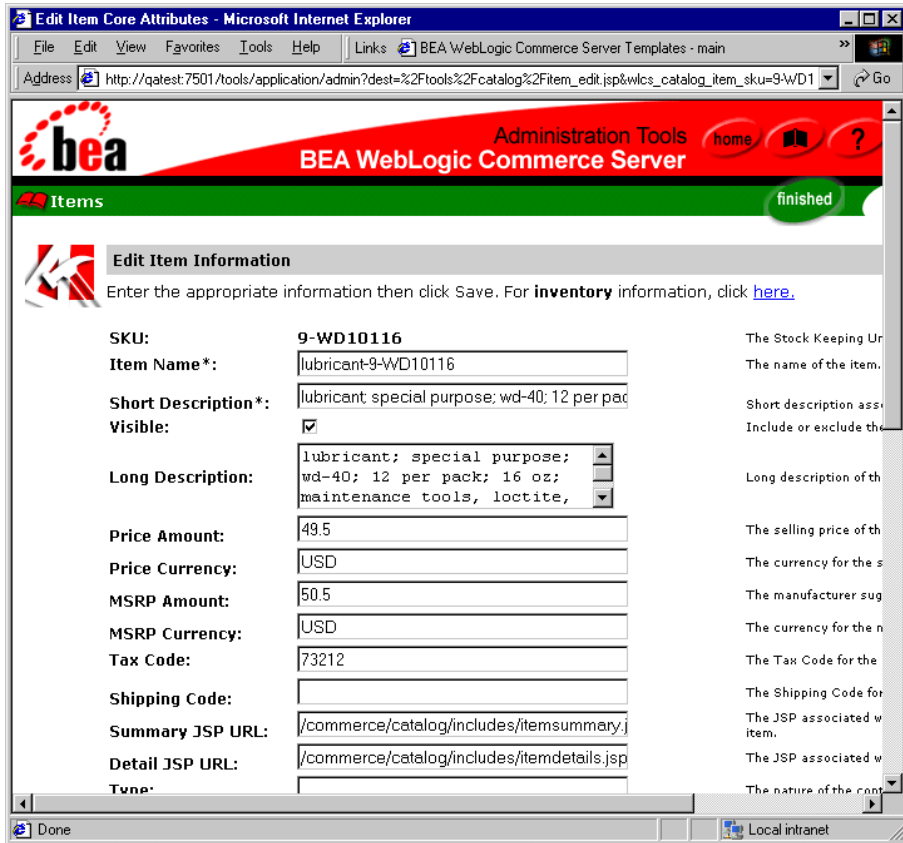 Edit Item Core Attributes - Microsoft Internet Explorer
File Edit View Favorites Tools Help Links BEA WebLogic Commerce Server Templates - main »
Address http://qatest:7501/tools/application/admin?dest=%2Ftools%2Fcatalog%2Fitem_edit.jsp&wlcs_catalog_item_sku=9-WD1 Go
bea
Administration Tools
BEA WebLogic Commerce Server
home ?
Items
finished
Edit Item Information
Enter the appropriate information then click Save. For inventory information, click here.
SKU: 9-WD10116 The Stock Keeping Un
Item Name*: lubricant-9-WD10116 The name of the item.
Short Description*: lubricant; special purpose; wd-40; 12 per pac Short description asso
Visible: Include or exclude the
Long Description: lubricant; special purpose;
wd-40; 12 per pack; 16 oz;
maintenance tools, loctite,
Long description of th
Price Amount: 49.5 The selling price of th
Price Currency: USD The currency for the s
MSRP Amount: 50.5 The manufacturer sug
MSRP Currency: USD The currency for the n
Tax Code: 73212 The Tax Code for the
Shipping Code: The Shipping Code for
Summary JSP URL: /commerce/catalog/includes/itemsummary.j The JSP associated w
item.
Detail JSP URL: /commerce/catalog/includes/itemdetails.jsp The JSP associated w
Type: The nature of the cont
Done Local intranet